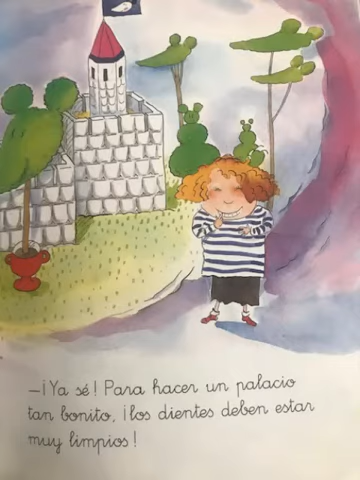 —¡Ya sé! Para hacer un palacio
tan bonito, ¡los dientes deben estar
muy limpios!